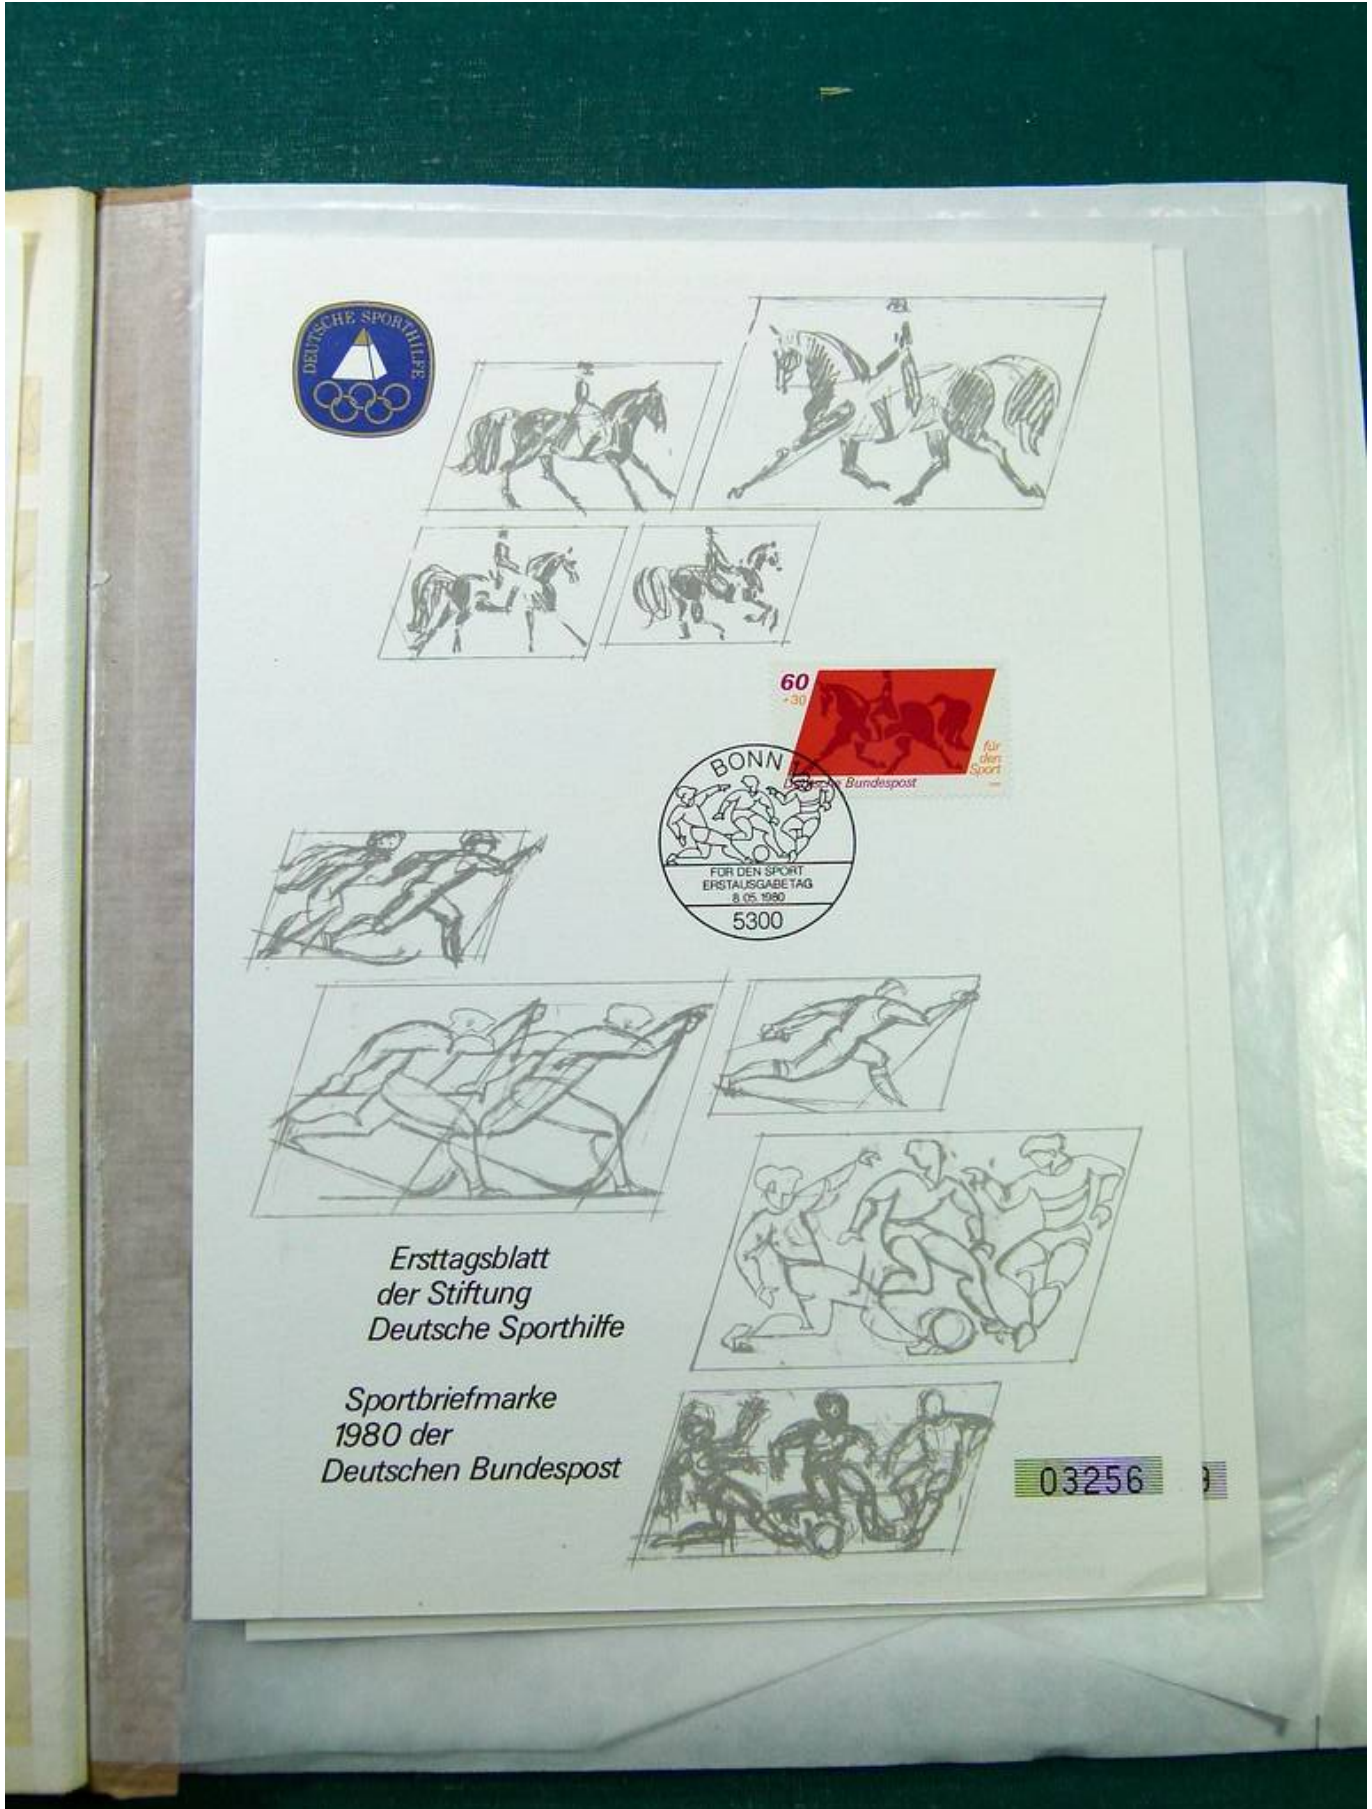 DEUTSCHE SPORTHILFE
60
+30
für
den
Sport
Deutsche Bundespost
BONN 1
FÜR DEN SPORT
ERSTAUSGABETAG
8.05.1980
5300
Ersttagsblatt
der Stiftung
Deutsche Sporthilfe
Sportbriefmarke
1980 der
Deutschen Bundespost
03256